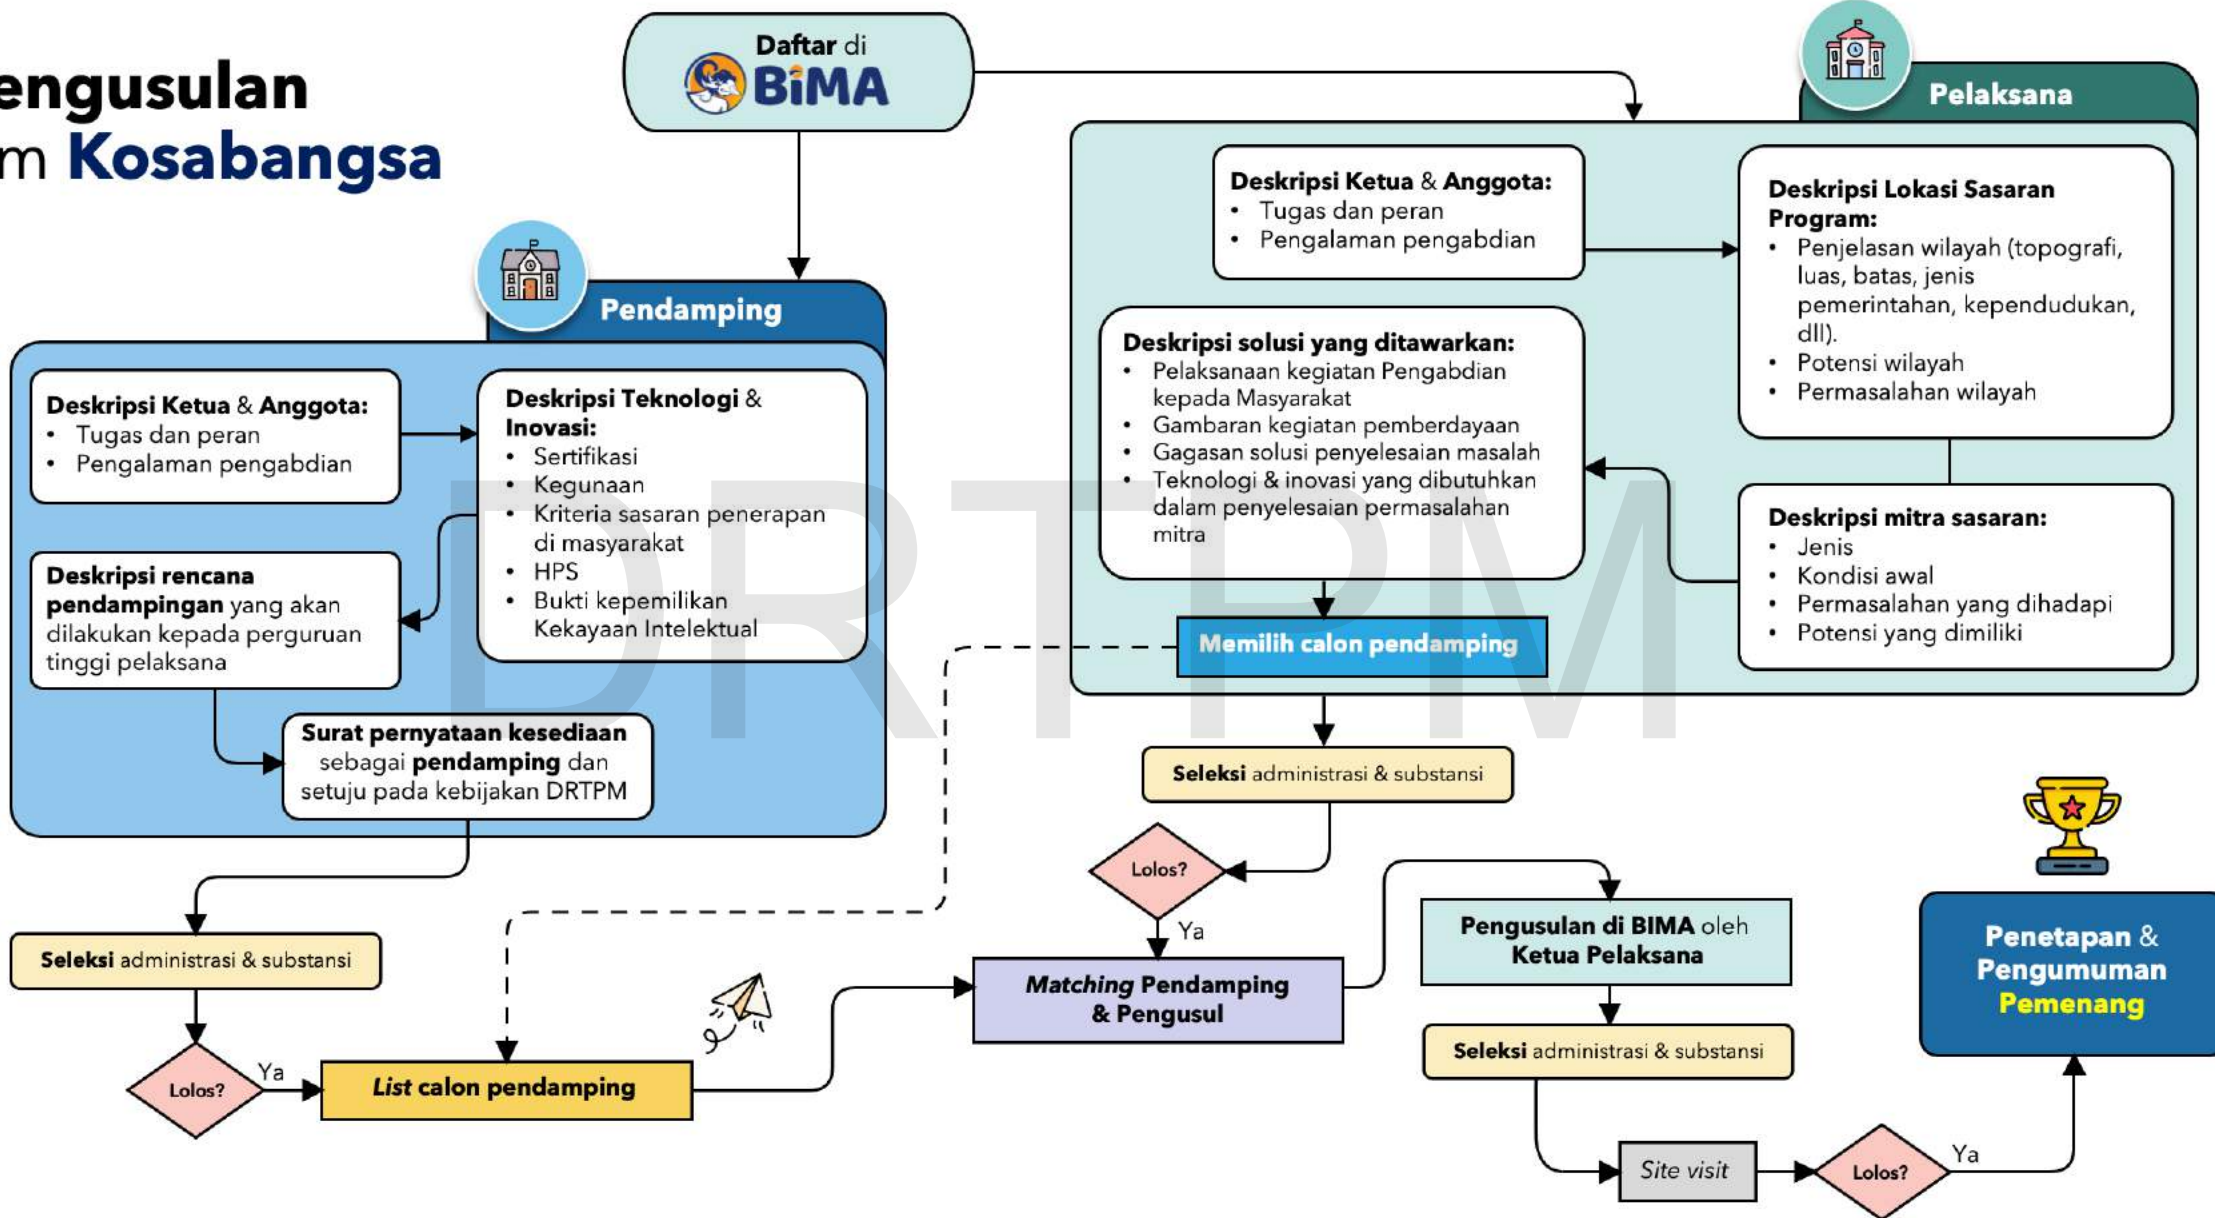 engusulan
m Kosabangsa
Daftar di
BiMA
Pendamping
Deskripsi Ketua & Anggota:
• Tugas dan peran
• Pengalaman pengabdian
Deskripsi Teknologi &
Inovasi:
• Sertifikasi
• Kegunaan
• Kriteria sasaran penerapan
di masyarakat
• HPS
• Bukti kepemilikan
Kekayaan Intelektual
Deskripsi rencana
pendampingan yang akan
dilakukan kepada perguruan
tinggi pelaksana
Surat pernyataan kesediaan
sebagai pendamping dan
setuju pada kebijakan DRTPM
Seleksi administrasi & substansi
Lolos?
Ya
List calon pendamping
Pelaksana
Deskripsi Ketua & Anggota:
• Tugas dan peran
• Pengalaman pengabdian
Deskripsi Lokasi Sasaran
Program:
• Penjelasan wilayah (topografi,
luas, batas, jenis
pemerintahan, kependudukan,
dll).
• Potensi wilayah
• Permasalahan wilayah
Deskripsi mitra sasaran:
• Jenis
• Kondisi awal
• Permasalahan yang dihadapi
• Potensi yang dimiliki
Deskripsi solusi yang ditawarkan:
• Pelaksanaan kegiatan Pengabdian
kepada Masyarakat
• Gambaran kegiatan pemberdayaan
• Gagasan solusi penyelesaian masalah
• Teknologi & inovasi yang dibutuhkan
dalam penyelesaian permasalahan
mitra
Memilih calon pendamping
Seleksi administrasi & substansi
Lolos?
Ya
Matching Pendamping
& Pengusul
Pengusulan di BIMA oleh
Ketua Pelaksana
Seleksi administrasi & substansi
Site visit
Lolos?
Ya
Penetapan &
Pengumuman
Pemenang
DRTPM